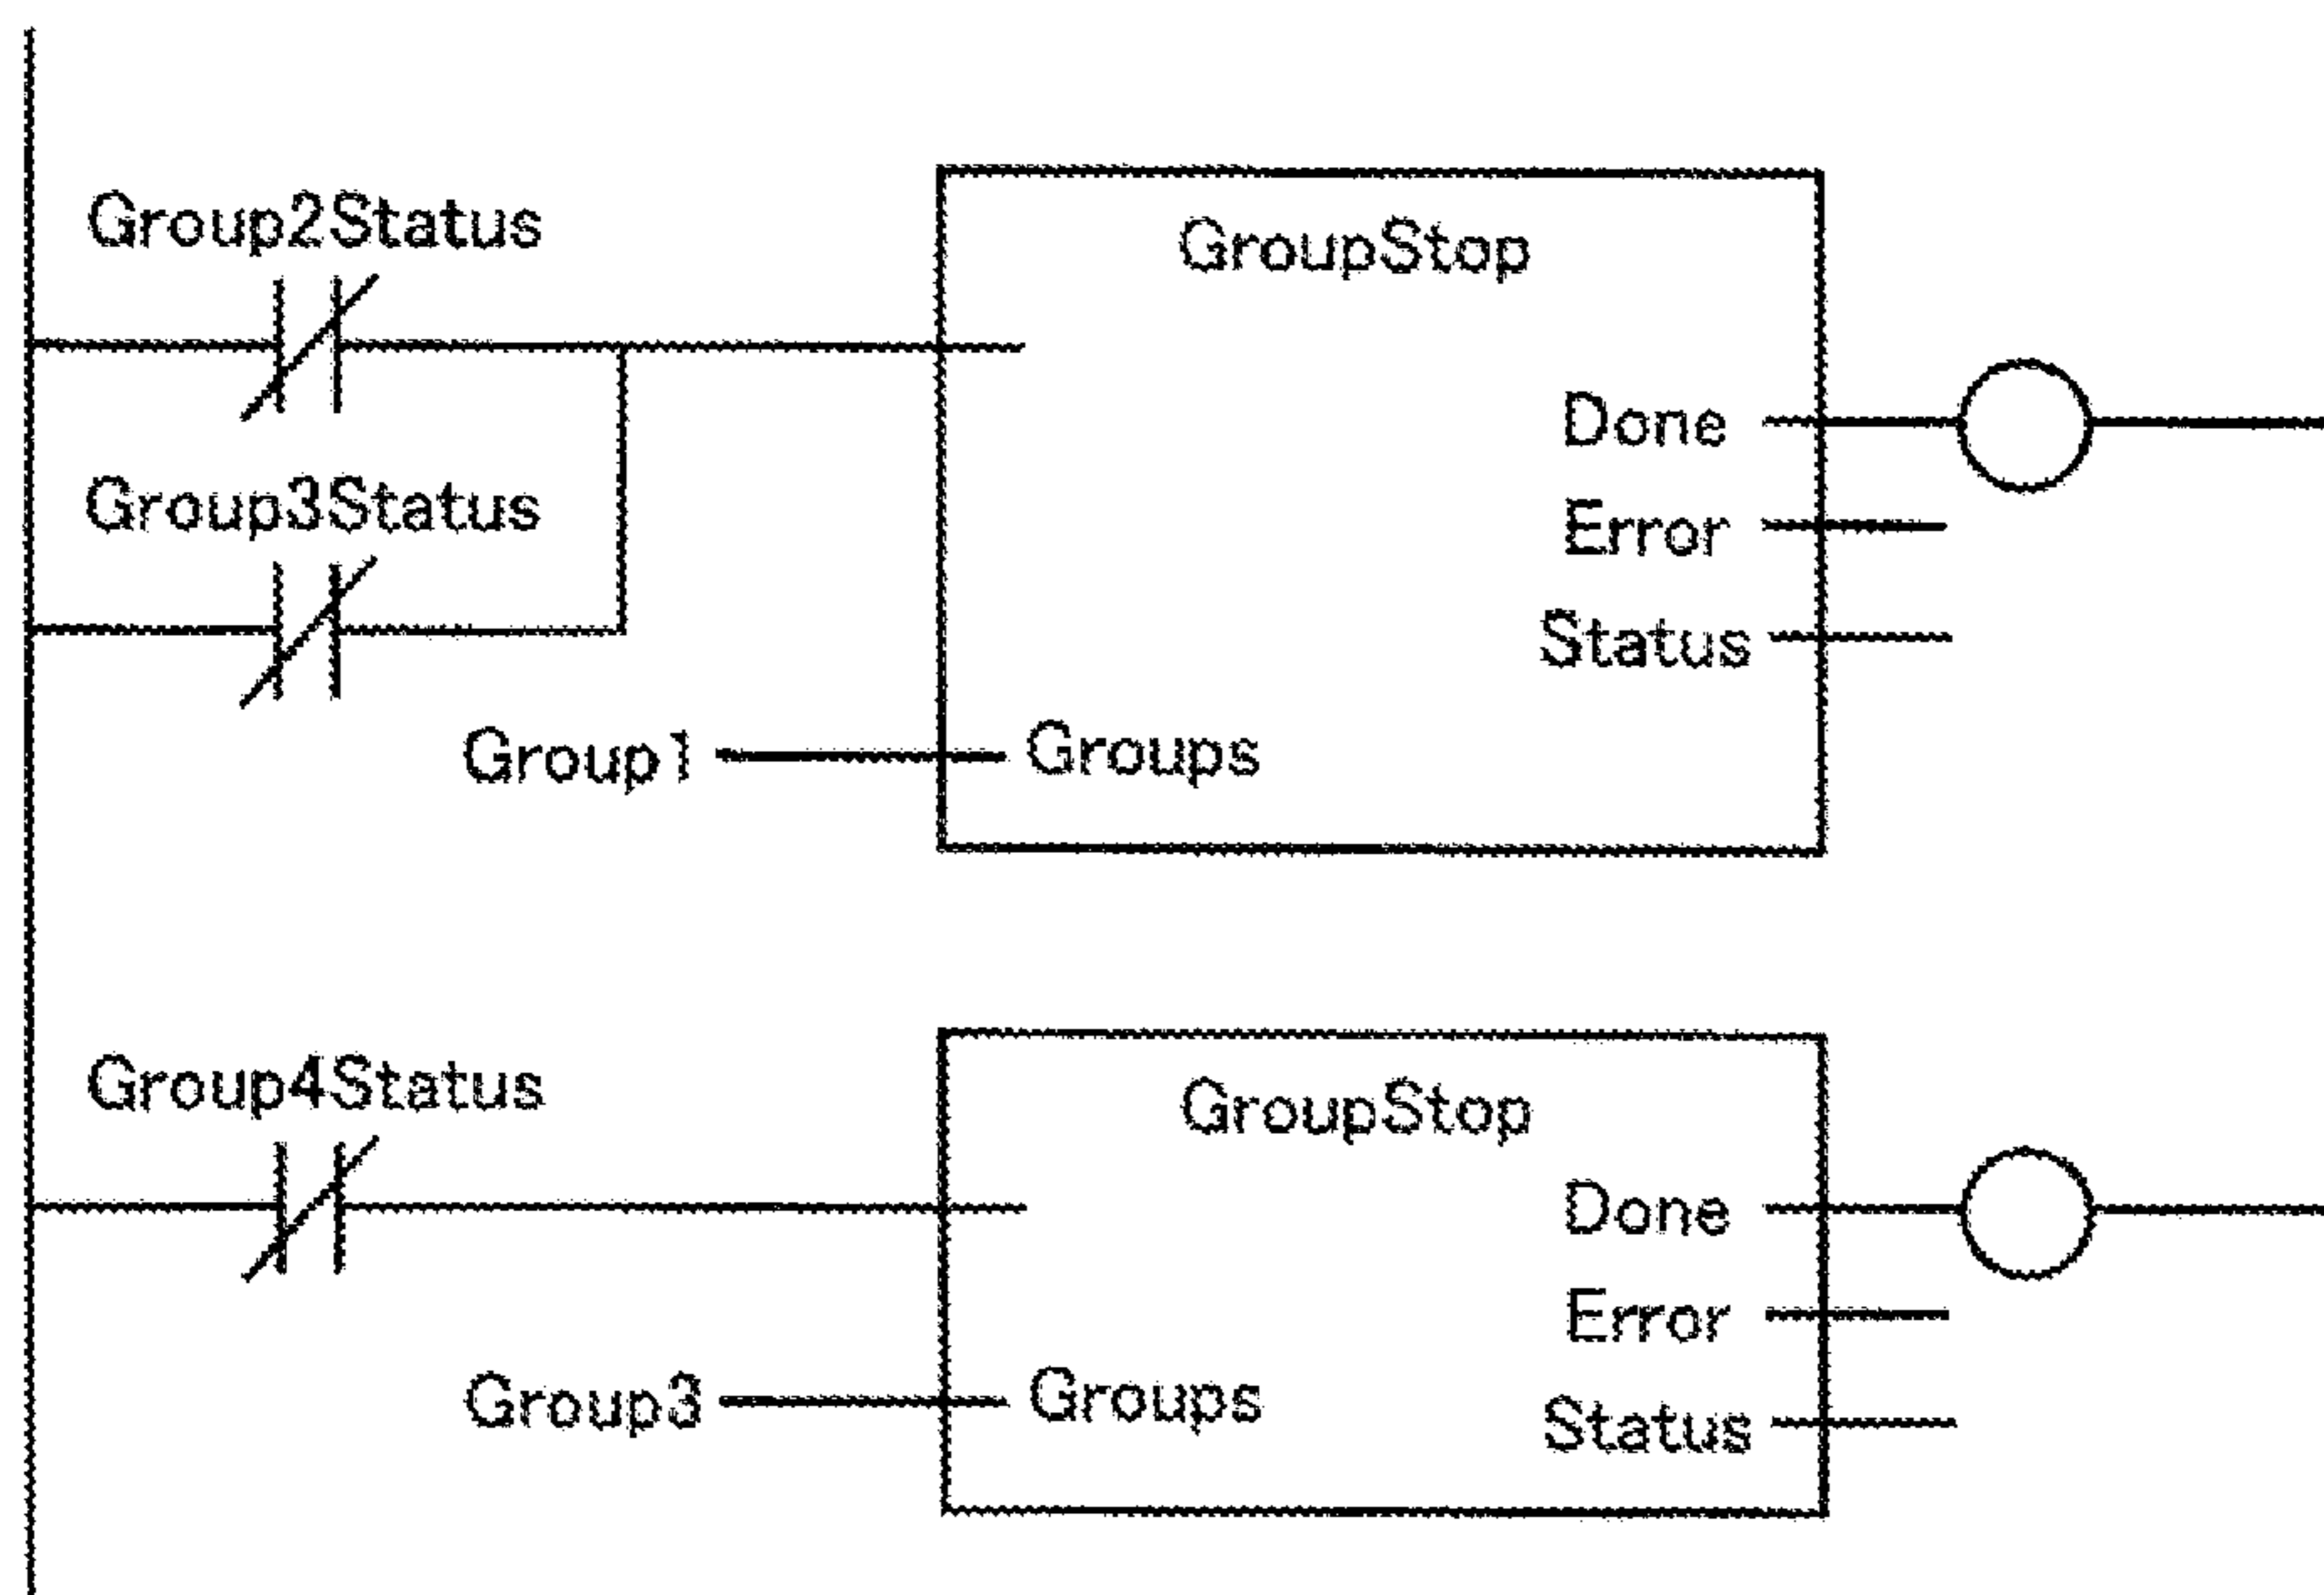 Group2Status
GroupStop
Done
Group3Status
Error
Status
Group1
Groups
Group4Status
GroupStop
Done
Error
Group3
Groups
Status